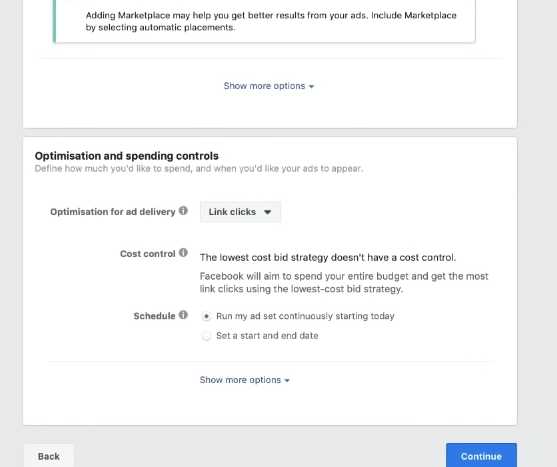 Adding Marketplace may help you get better results from your ads. Include Marketplace
by selecting automatic placements.
Show more options
Optimisation and spending controls
Define how much you'd like to spend, and when you'd like your ads to appear.
Optimisation for ad delivery
Link clicks
Cost control
The lowest cost bid strategy doesn't have a cost control.
Facebook will aim to spend your entire budget and get the most
link clicks using the lowest-cost bid strategy.
Schedule
Run my ad set continuously starting today
Set a start and end date
Show more options
Back
Continue